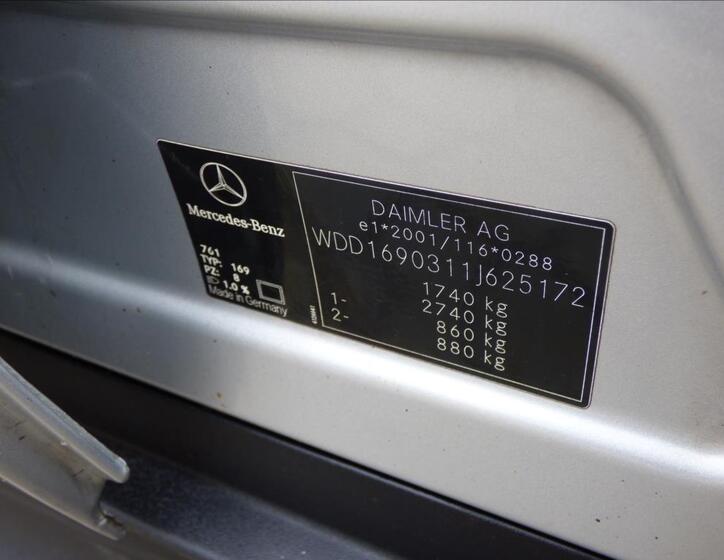 Mercedes-Benz
761
TYP: 169
PZ: 8
1.0 %
Made in Germany
DAIMLER AG
e1*2001/116*0288
WDD1690311J625172
1740 kg
1- 2740 kg
2- 860 kg
880 kg